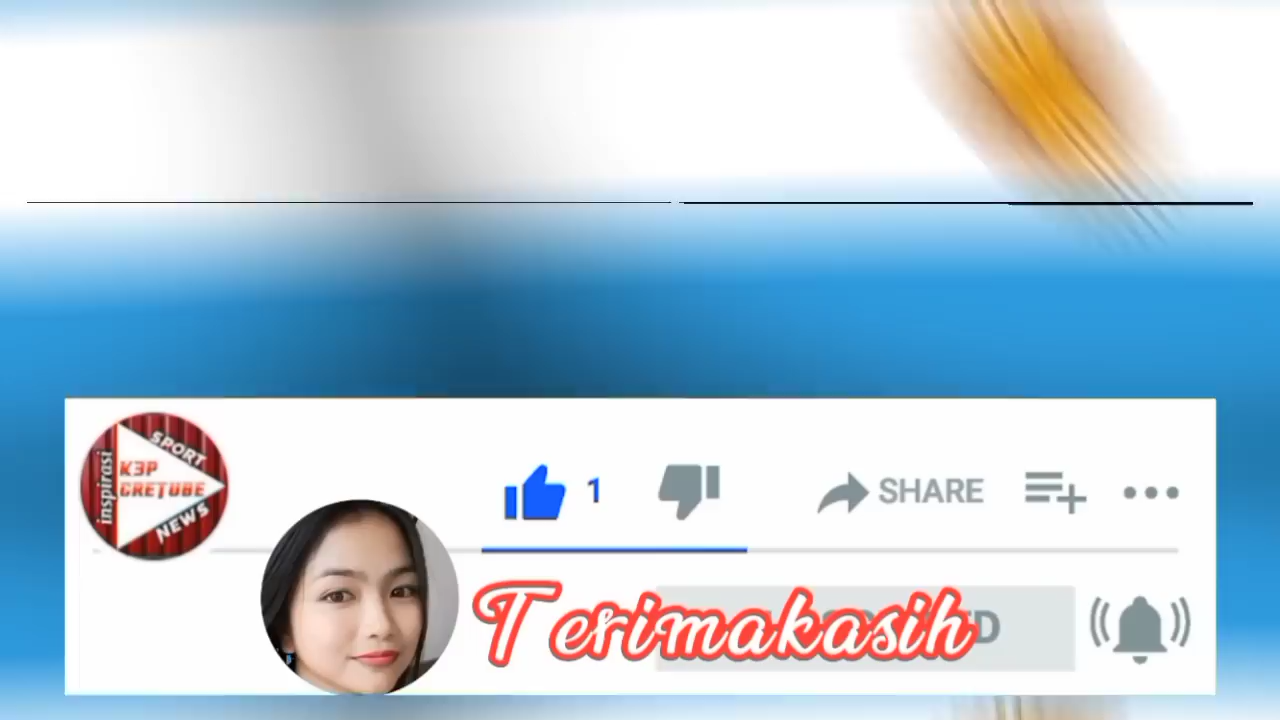 SPORT
inspirasi
K3P
CRETUBE
NEWS
1
SHARE
Terimakasih